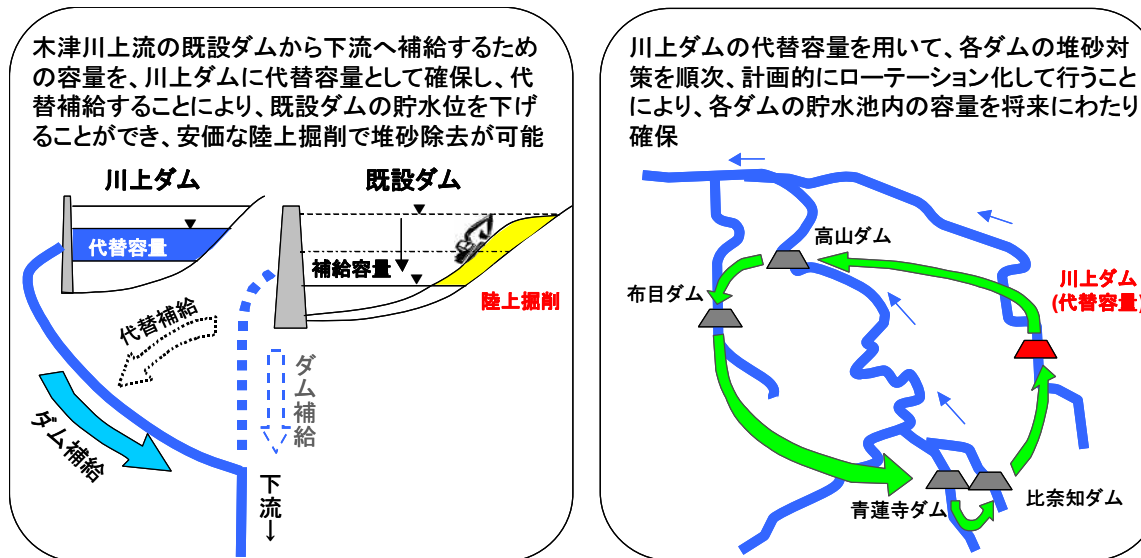 木津川上流の既設ダムから下流へ補給するため
の容量を、川上ダムに代替容量として確保し、代
替補給することにより、既設ダムの貯水位を下げ
ることができ、安価な陸上掘削で堆砂除去が可能
川上ダム
既設ダム
代替容量
補給容量
陸上掘削
代替補給
ダム補給
ダム補給
下流→
川上ダムの代替容量を用いて、各ダムの堆砂対
策を順次、計画的にローテーション化して行うこと
により、各ダムの貯水池内の容量を将来にわたり
確保
高山ダム
布目ダム
川上ダム
(代替容量)
青蓮寺ダム
比奈知ダム